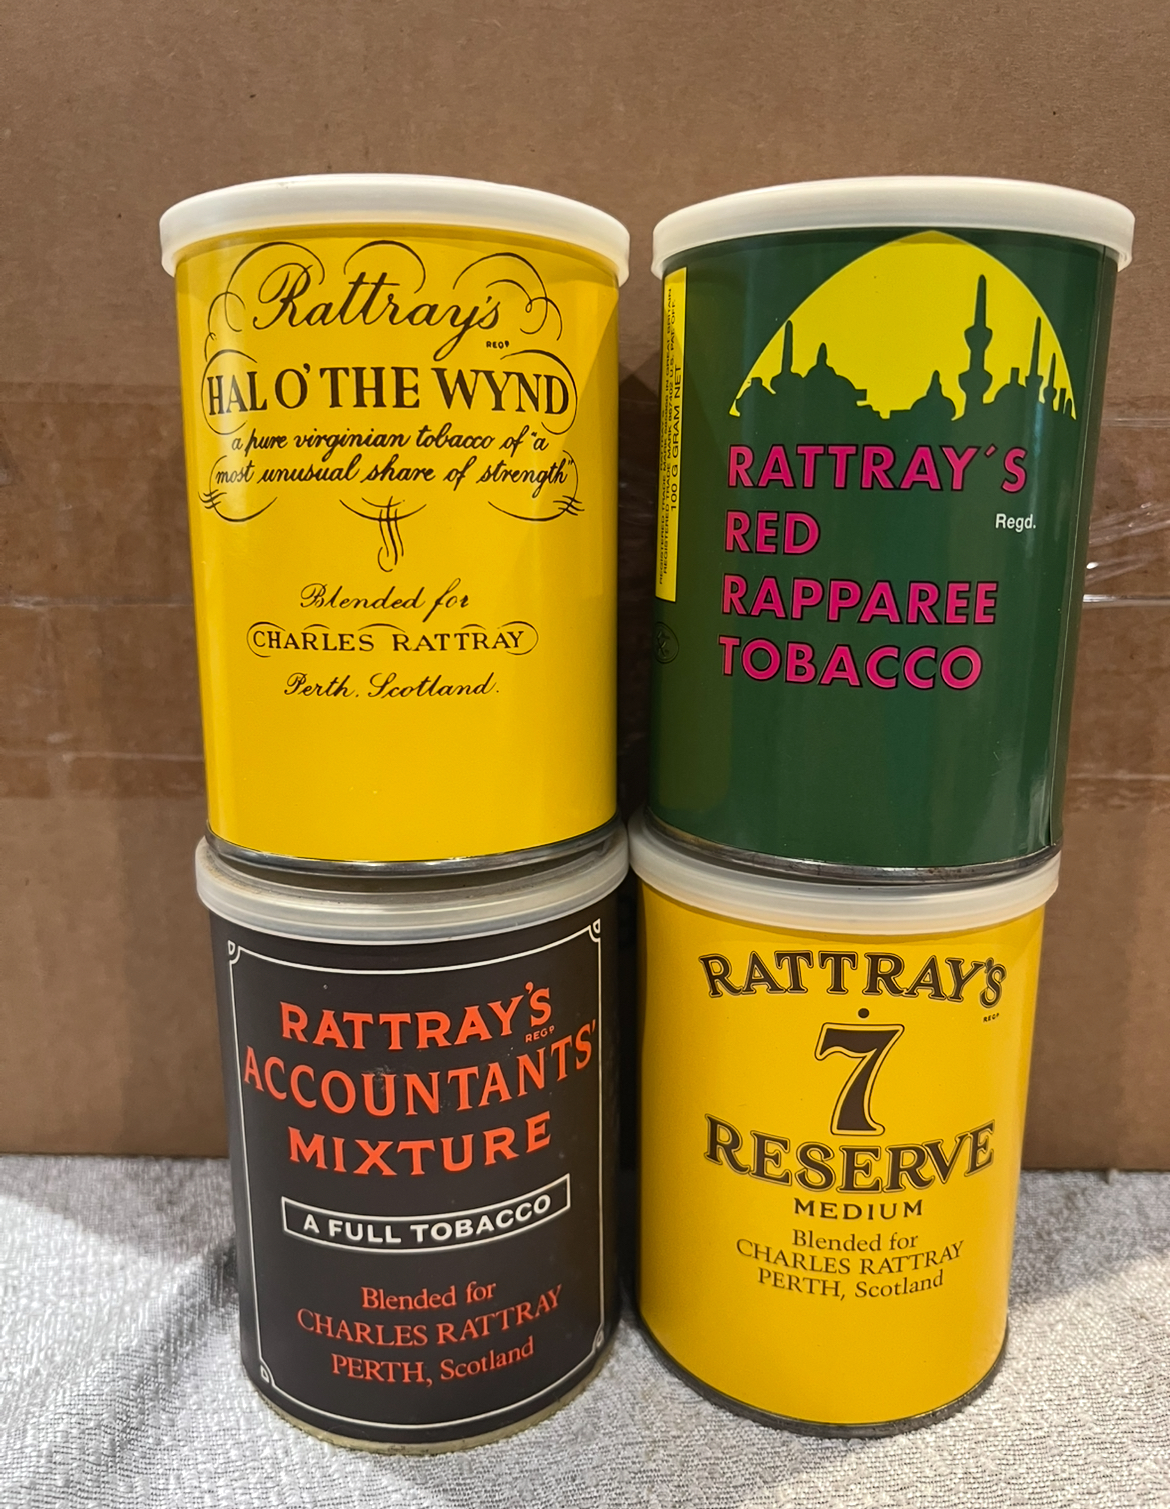 Rattray's
REGD
HAL O' THE WYND
a pure virginian tobacco of "a
most unusual share of strength"
Blended for
CHARLES RATTRAY
Perth. Scotland.
100 G GRAM NET
RATTRAY´S
Regd.
RED
RAPPAREE
TOBACCO
RATTRAY'S
REGD
ACCOUNTANTS'
MIXTURE
A FULL TOBACCO
Blended for
CHARLES RATTRAY
PERTH, Scotland
RATTRAY'S
REGD
7
RESERVE
MEDIUM
Blended for
CHARLES RATTRAY
PERTH, Scotland